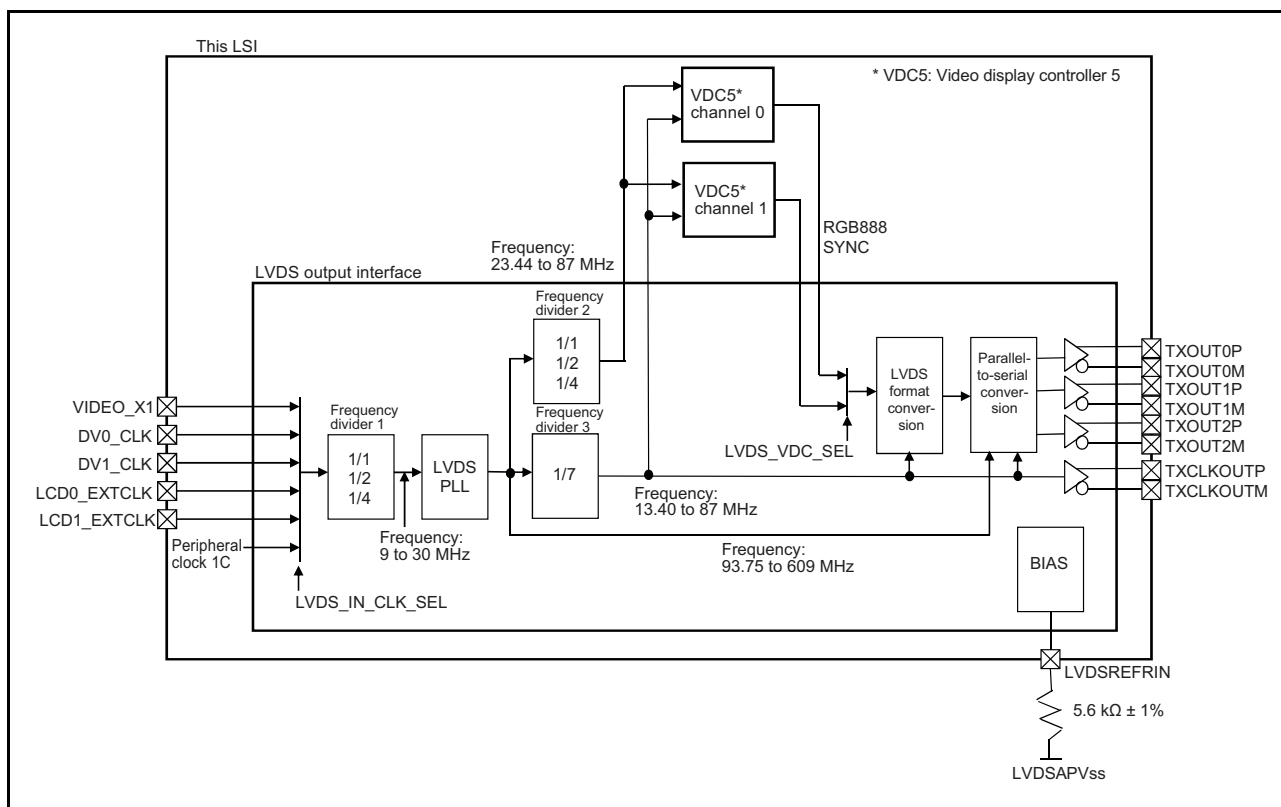 This LSI
* VDC5: Video display controller 5
VDC5*
channel 0
VDC5*
channel 1
RGB888
SYNC
Frequency:
23.44 to 87 MHz
LVDS output interface
Frequency
divider 2
1/1
1/2
1/4
Frequency
divider 3
1/7
VIDEO_X1
DV0_CLK
DV1_CLK
LCD0_EXTCLK
LCD1_EXTCLK
Peripheral
clock 1C
LVDS_IN_CLK_SEL
Frequency
divider 1
1/1
1/2
1/4
LVDS
PLL
Frequency:
9 to 30 MHz
Frequency:
13.40 to 87 MHz
Frequency:
93.75 to 609 MHz
LVDS_VDC_SEL
LVDS
format
conver-
sion
Parallel-
to-serial
conver-
sion
TXOUT0P
TXOUT0M
TXOUT1P
TXOUT1M
TXOUT2P
TXOUT2M
TXCLKOUTP
TXCLKOUTM
BIAS
LVDSREFRIN
5.6 kΩ ± 1%
LVDSAPVss